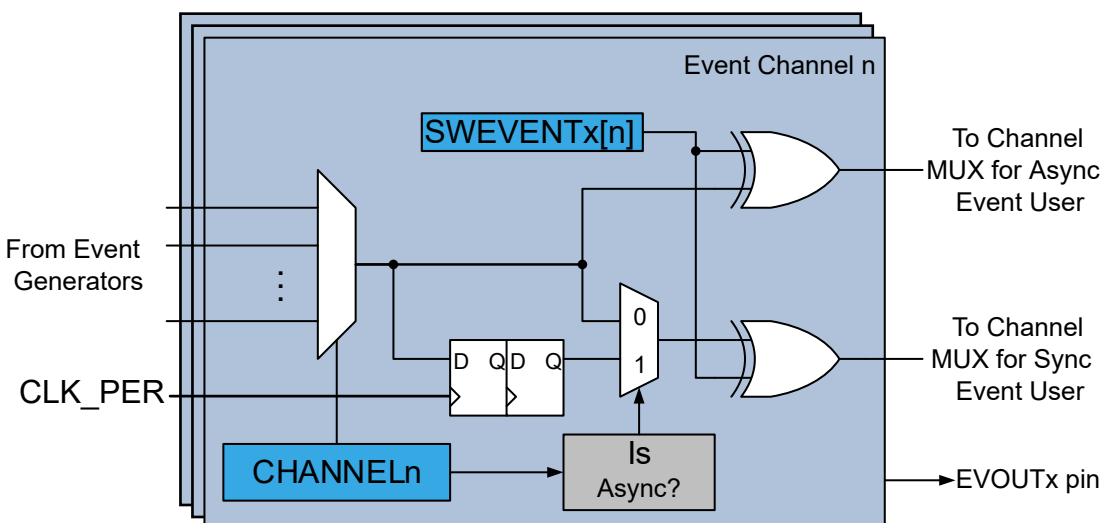 Event Channel n
SWEVENTx[n]
To Channel
MUX for Async
Event User
From Event
Generators
⋮
0
1
To Channel
MUX for Sync
Event User
D Q D Q
CLK_PER
CHANNELn
Is
Async?
EVOUTx pin